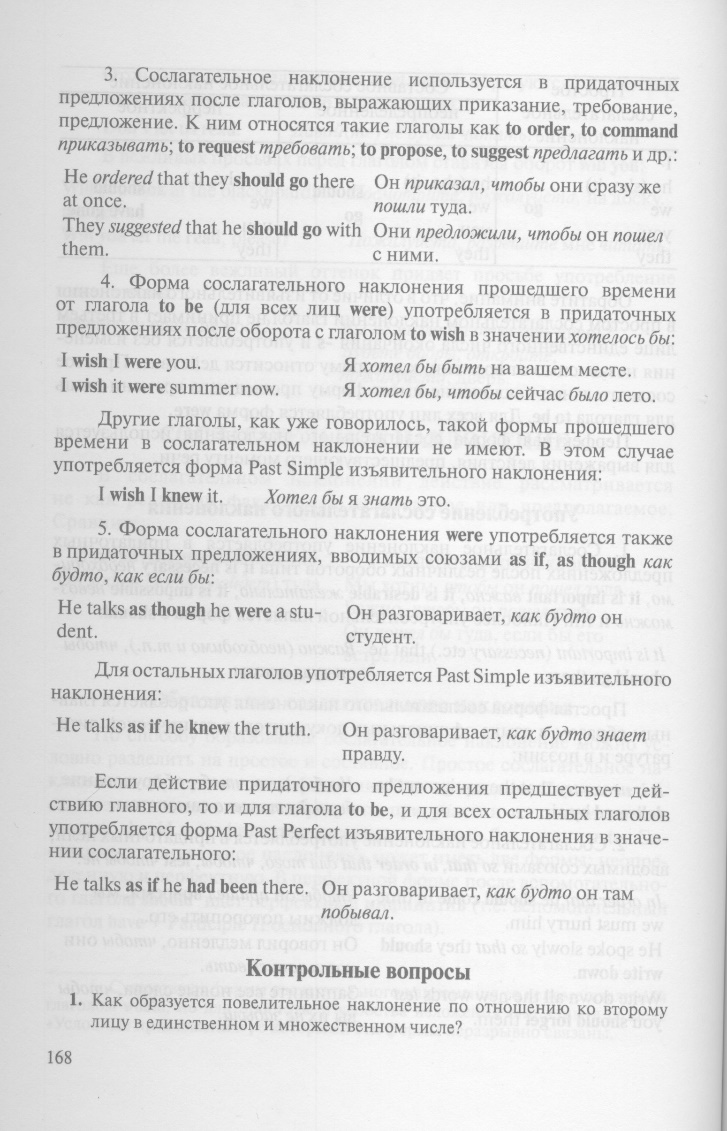 3. Сослагательное наклонение используется в придаточных
предложениях после глаголов, выражающих приказание, требование,
предложение. К ним относятся такие глаголы как to order, to command
приказывать; to request требовать; to propose, to suggest предлагать и др.:
He ordered that they should go there Он приказал, чтобы они сразу же
at once. пошли туда.
They suggested that he should go with Они предложили, чтобы он пошел
them. с ними.
4. Форма сослагательного наклонения прошедшего времени
от глагола to be (для всех лиц were) употребляется в придаточных
предложениях после оборота с глаголом to wish в значении хотелось бы:
I wish I were you. Я хотел бы быть на вашем месте.
I wish it were summer now. Я хотел бы, чтобы сейчас было лето.
Другие глаголы, как уже говорилось, такой формы прошедшего
времени в сослагательном наклонении не имеют. В этом случае
употребляется форма Past Simple изъявительного наклонения:
I wish I knew it. Хотел бы я знать это.
5. Форма сослагательного наклонения were употребляется также
в придаточных предложениях, вводимых союзами as if, as though как
будто, как если бы:
He talks as though he were a stu- Он разговаривает, как будто он
dent. студент.
Для остальных глаголов употребляется Past Simple изъявительного
наклонения:
He talks as if he knew the truth. Он разговаривает, как будто знает
правду.
Если действие придаточного предложения предшествует дей-
ствию главного, то и для глагола to be, и для всех остальных глаголов
употребляется форма Past Perfect изъявительного наклонения в значе-
нии сослагательного:
He talks as if he had been there. Он разговаривает, как будто он там
побывал.
Контрольные вопросы
1. Как образуется повелительное наклонение по отношению ко второму
лицу в единственном и множественном числе?
168